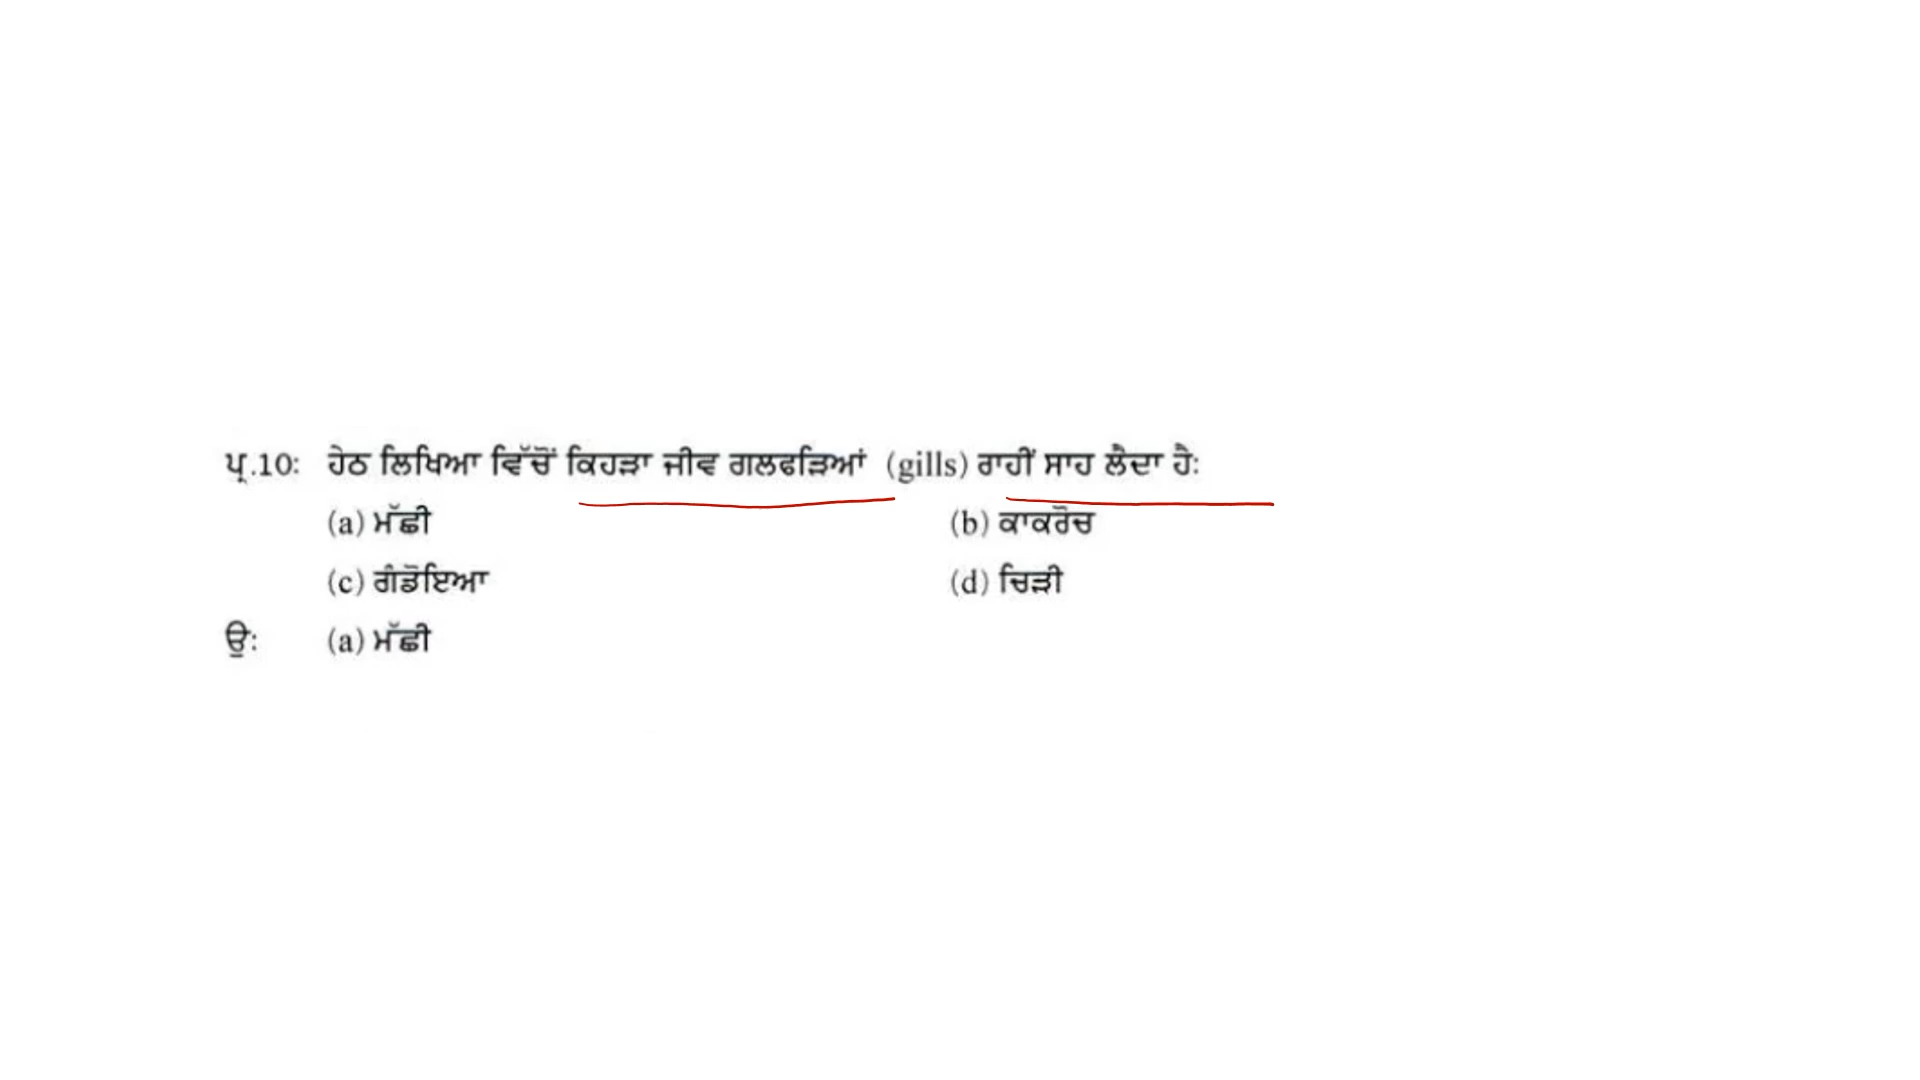 ਪ੍ਰ.10: ਹੇਠ ਲਿਖਿਆ ਵਿੱਚੋਂ ਕਿਹੜਾ ਜੀਵ ਗਲਫੜਿਆਂ (gills) ਰਾਹੀਂ ਸਾਹ ਲੈਂਦਾ ਹੈ:
(a) ਮੱਛੀ (b) ਕਾਕਰੋਚ
(c) ਗੰਡੋਇਆ (d) ਚਿੜੀ
ਉ: (a) ਮੱਛੀ